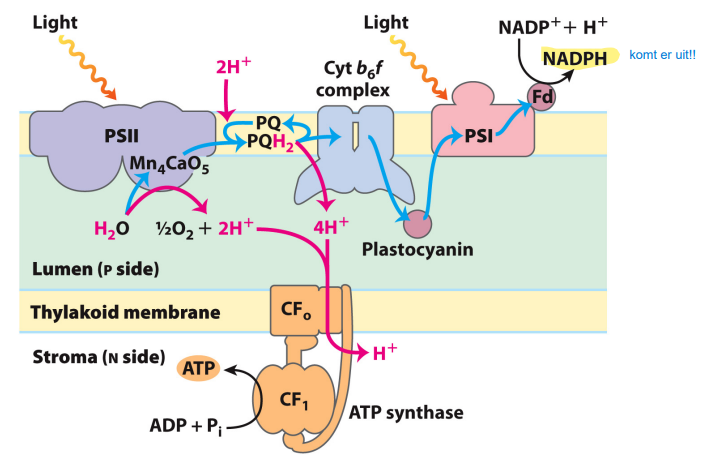 Light
Light
NADP⁺ + H⁺
NADPH
komt er uit!!
2H⁺
Cyt b₆f
complex
Fd
PSII
PQ
PQH₂
PSI
Mn₄CaO₅
H₂O
½O₂ + 2H⁺
4H⁺
Plastocyanin
Lumen (P side)
CFₒ
Thylakoid membrane
Stroma (N side)
H⁺
ATP
CF₁
ATP synthase
ADP + Pᵢ